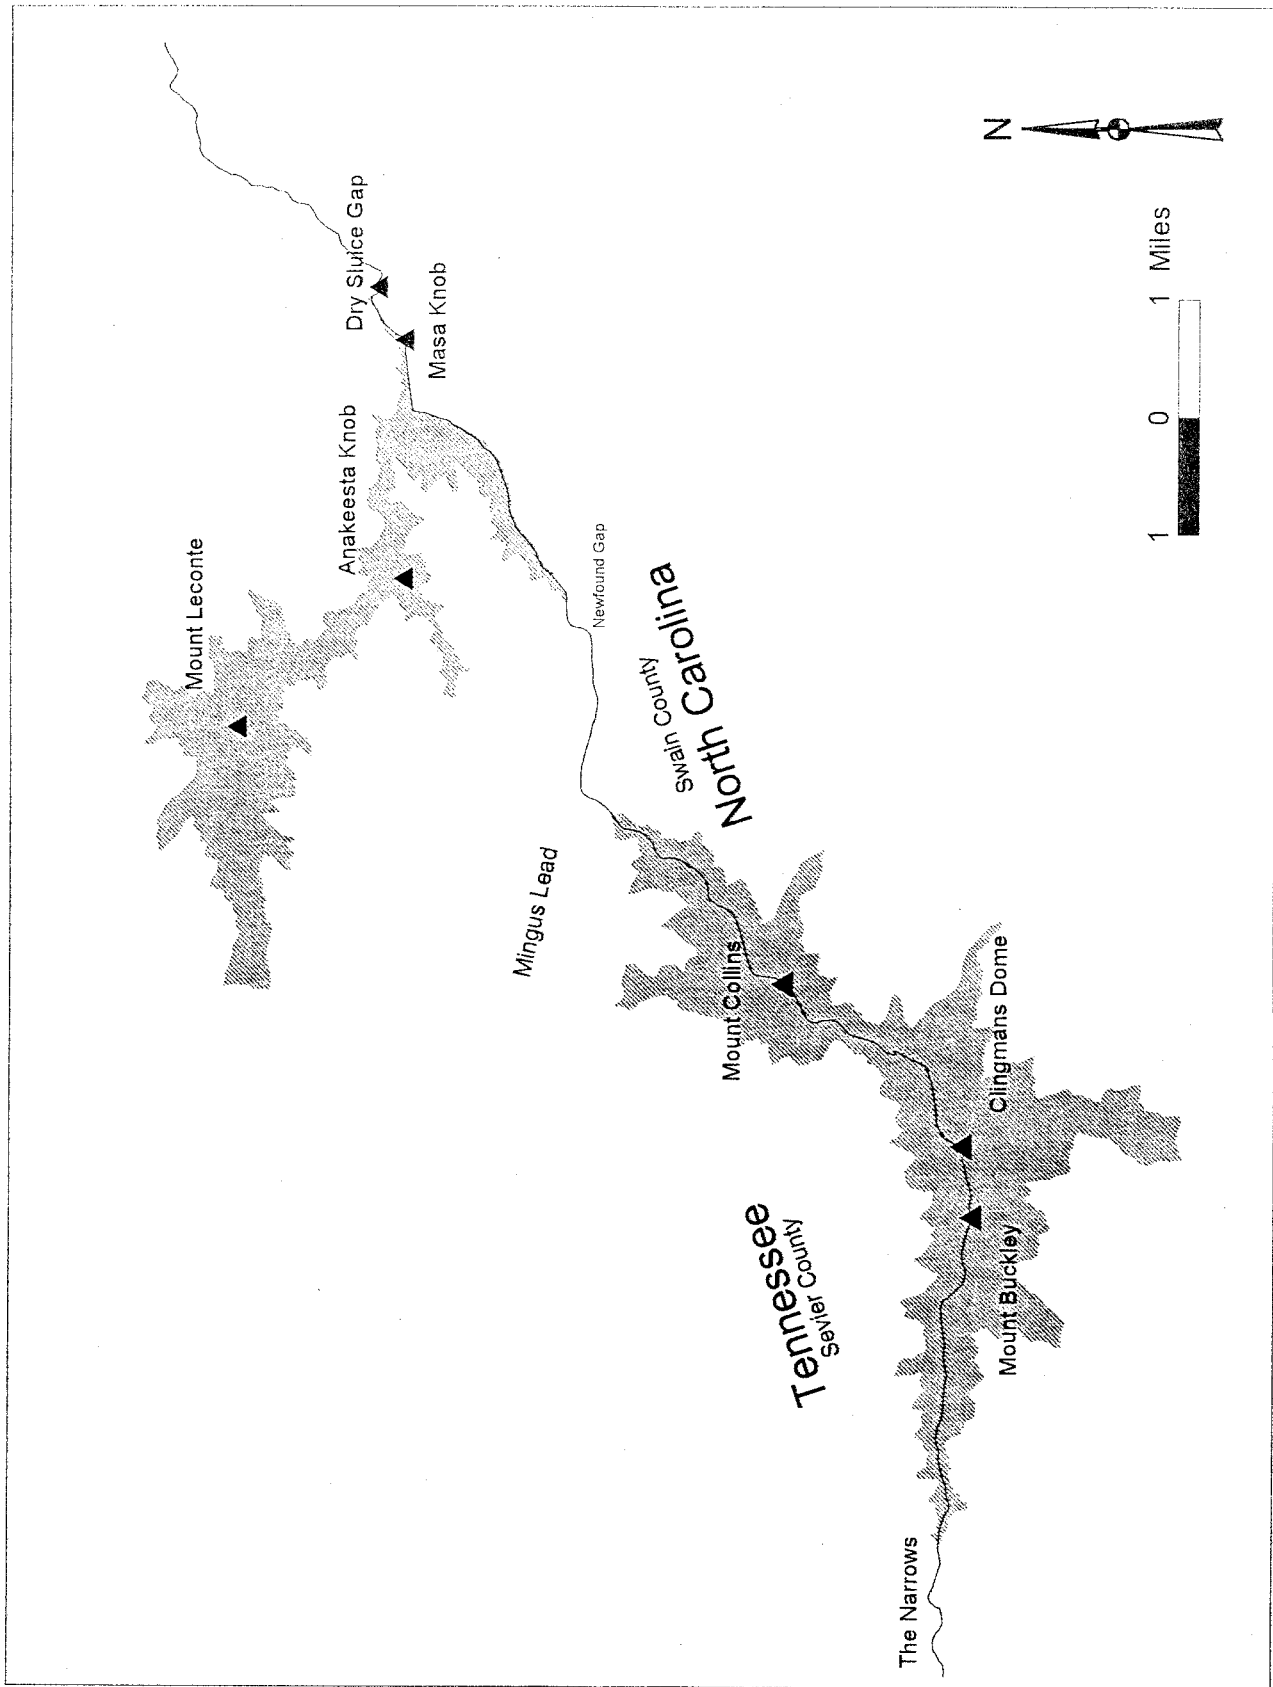 Dry Sluice Gap
Masa Knob
Anakeesta Knob
Mount Leconte
Newfound Gap
Swain County
North Carolina
Mingus Lead
Mount Collins
Clingmans Dome
Tennessee
Sevier County
Mount Buckley
The Narrows
N
1 0 1 Miles